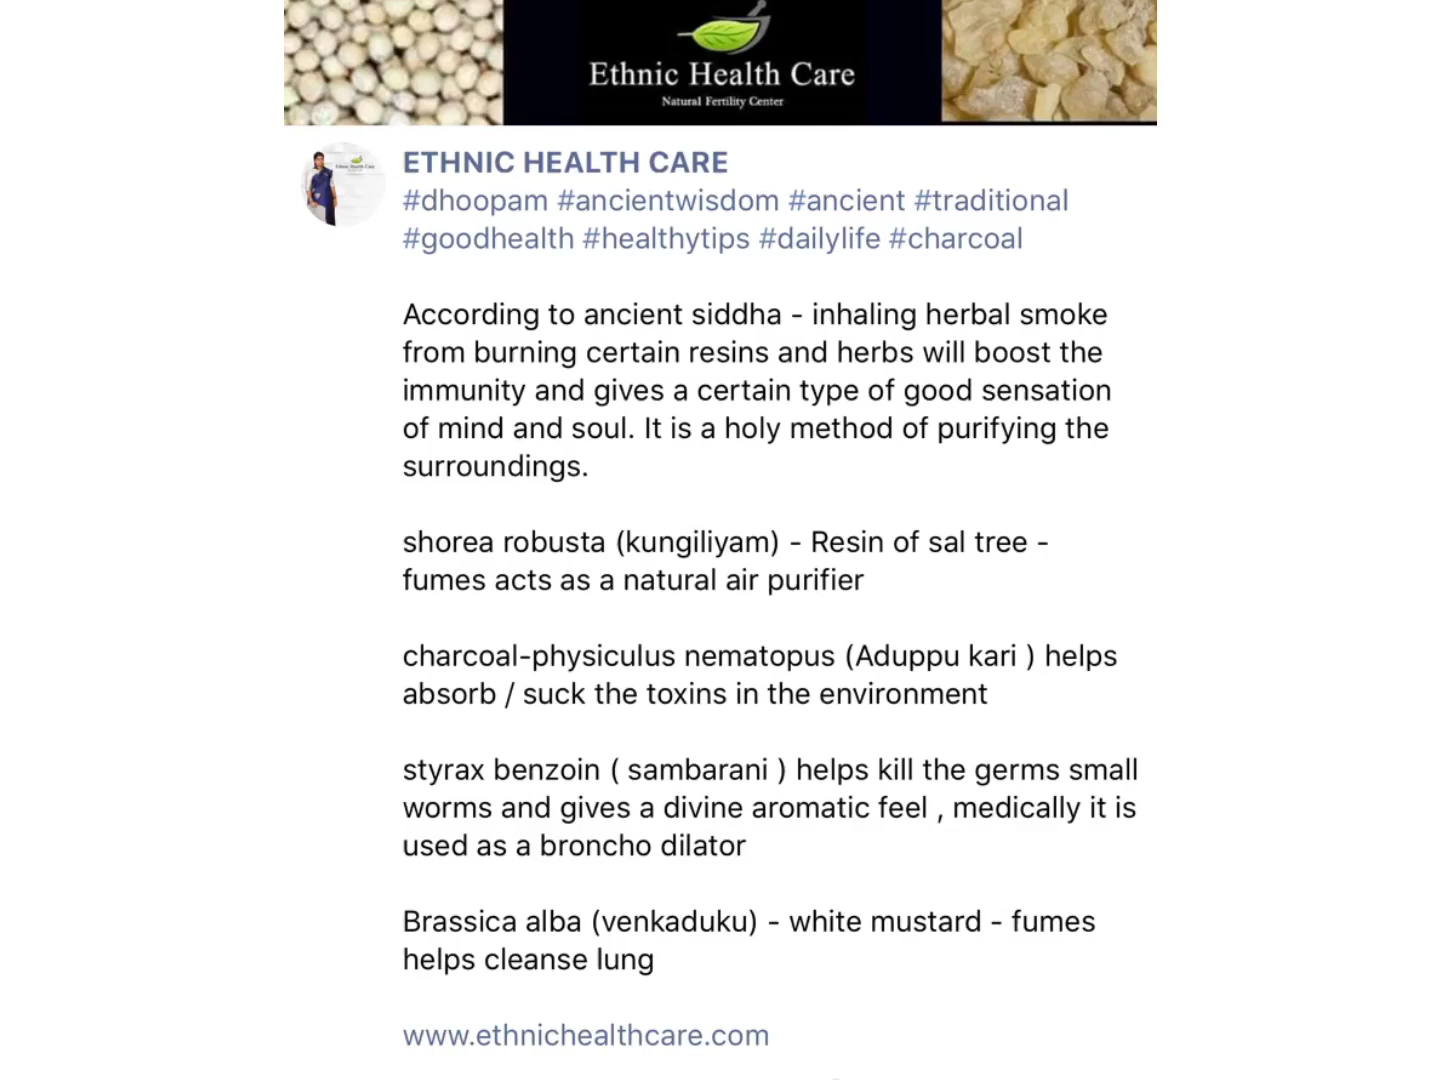 Ethnic Health Care
Natural Fertility Center
ETHNIC HEALTH CARE
#dhoopam #ancientwisdom #ancient #traditional
#goodhealth #healthytips #dailylife #charcoal
According to ancient siddha - inhaling herbal smoke
from burning certain resins and herbs will boost the
immunity and gives a certain type of good sensation
of mind and soul. It is a holy method of purifying the
surroundings.
shorea robusta (kungiliyam) - Resin of sal tree -
fumes acts as a natural air purifier
charcoal-physiculus nematopus (Aduppu kari ) helps
absorb / suck the toxins in the environment
styrax benzoin ( sambarani ) helps kill the germs small
worms and gives a divine aromatic feel , medically it is
used as a broncho dilator
Brassica alba (venkaduku) - white mustard - fumes
helps cleanse lung
www.ethnichealthcare.com